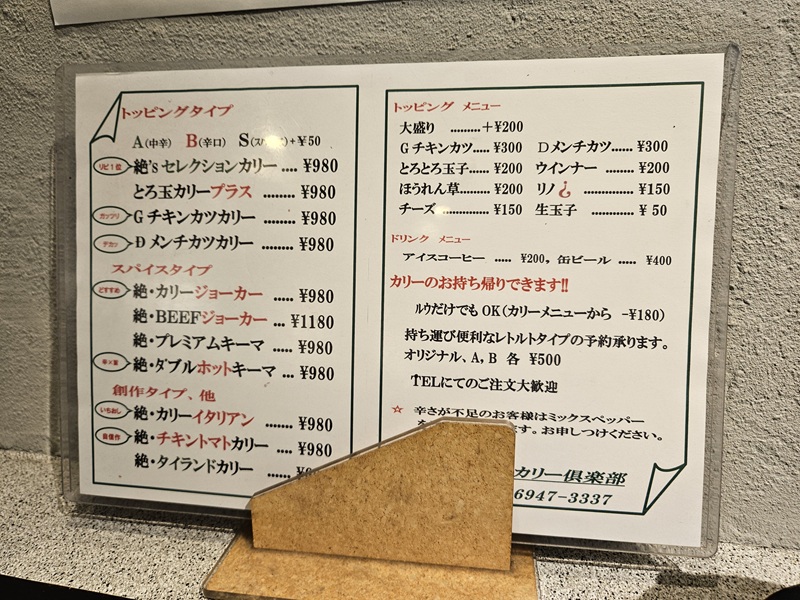 トッピングタイプ
A(中辛) B(辛口) S(スパイス)+¥50
リピ1位 絶'sセレクションカリー .... ¥980
とろ玉カリープラス ........ ¥980
ガッツリ Gチキンカツカリー ........ ¥980
デカッ Dメンチカツカリー ........ ¥980
スパイスタイプ
おすすめ 絶・カリージョーカー ..... ¥980
絶・BEEFジョーカー ... ¥1180
絶・プレミアムキーマ ..... ¥980
絶・ダブルホットキーマ ... ¥980
創作タイプ、他
いちおし 絶・カリーイタリアン ...... ¥980
自慢作 絶・チキントマトカリー .... ¥980
絶・タイランドカリー ...... 
トッピング メニュー
大盛り .........+¥200
Gチキンカツ.... ¥300 Dメンチカツ...... ¥300
とろとろ玉子...... ¥200 ウインナー ........ ¥200
ほうれん草........ ¥200 リノ ............ ¥150
チーズ ............... ¥150 生玉子 ............ ¥ 50
ドリンク メニュー
アイスコーヒー ..... ¥200, 缶ビール ..... ¥400
カリーのお持ち帰りできます!!
ルウだけでも OK(カリーメニューから -¥180)
持ち運び便利なレトルトタイプの予約承ります。
オリジナル、A,B 各 ¥500
TELにてのご注文大歓迎
☆ 辛さが不足のお客様はミックスペッパー
ます。お申しつけください。
カリー倶楽部
6947-3337